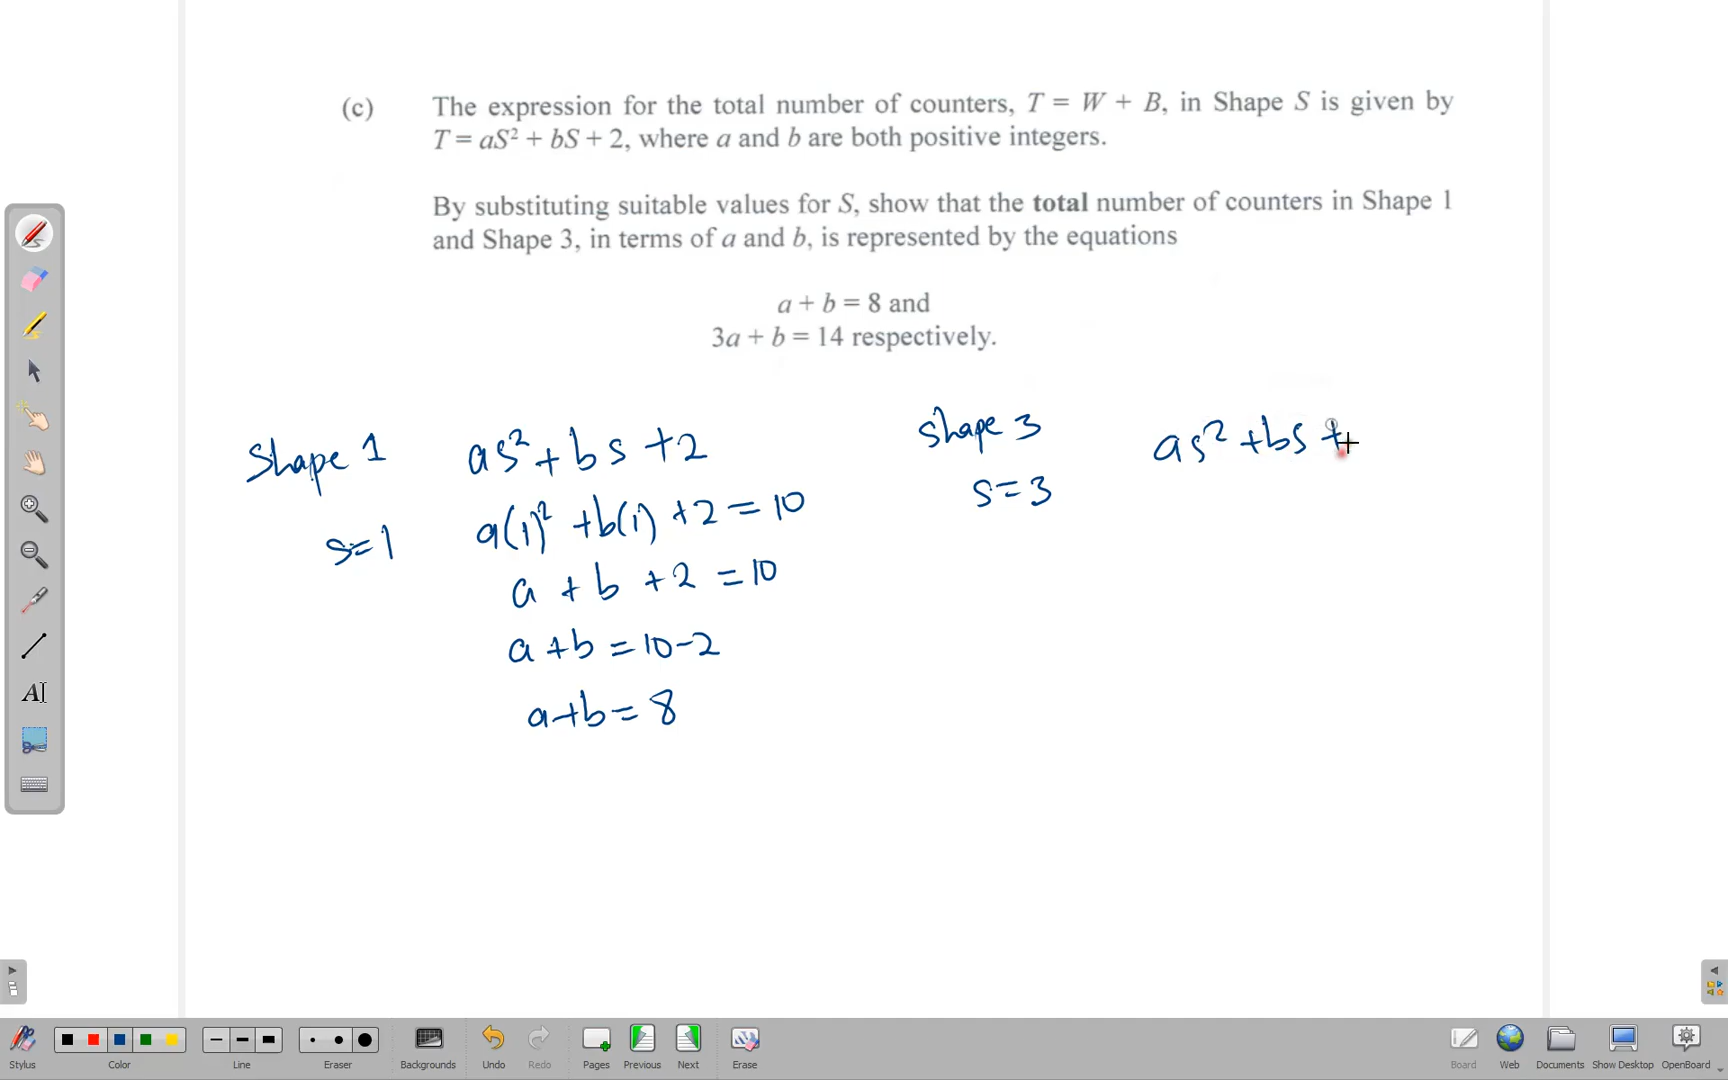 (c) The expression for the total number of counters, T = W + B, in Shape S is given by
T = aS² + bS + 2, where a and b are both positive integers.
By substituting suitable values for S, show that the total number of counters in Shape 1
and Shape 3, in terms of a and b, is represented by the equations
a + b = 8 and
3a + b = 14 respectively.
Shape 1
s=1
as² + bs + 2
a(1)² + b(1) + 2 = 10
a + b + 2 = 10
a + b = 10 - 2
a + b = 8
Shape 3
s = 3
as² + bs +
AI
Stylus
Color
Line
Eraser
Backgrounds
Undo
Redo
Pages
Previous
Next
Erase
Board
Web
Documents
Show Desktop
OpenBoard